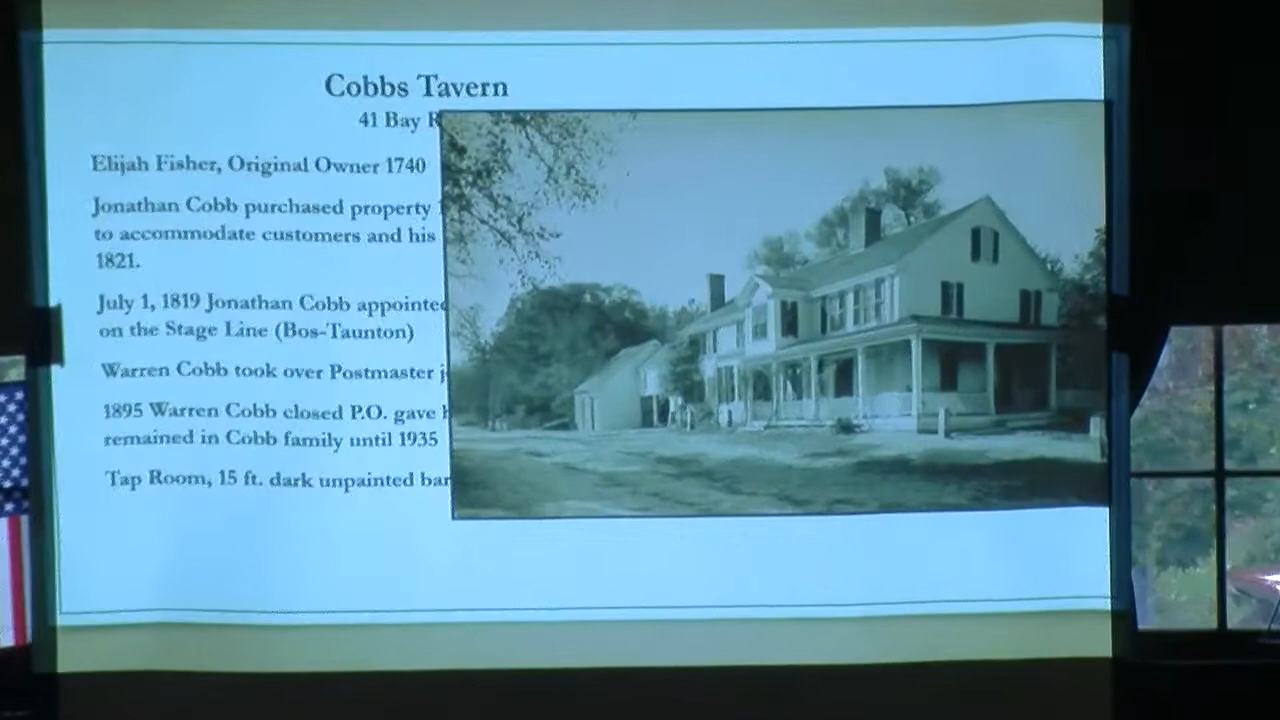 Cobbs Tavern
41 Bay
Elijah Fisher, Original Owner 1740
Jonathan Cobb purchased property
to accommodate customers and his
1821.
July 1, 1819 Jonathan Cobb appointed
on the Stage Line (Bos-Taunton)
Warren Cobb took over Postmaster
1895 Warren Cobb closed P.O. gave
remained in Cobb family until 1935
Tap Room, 15 ft. dark unpainted bar